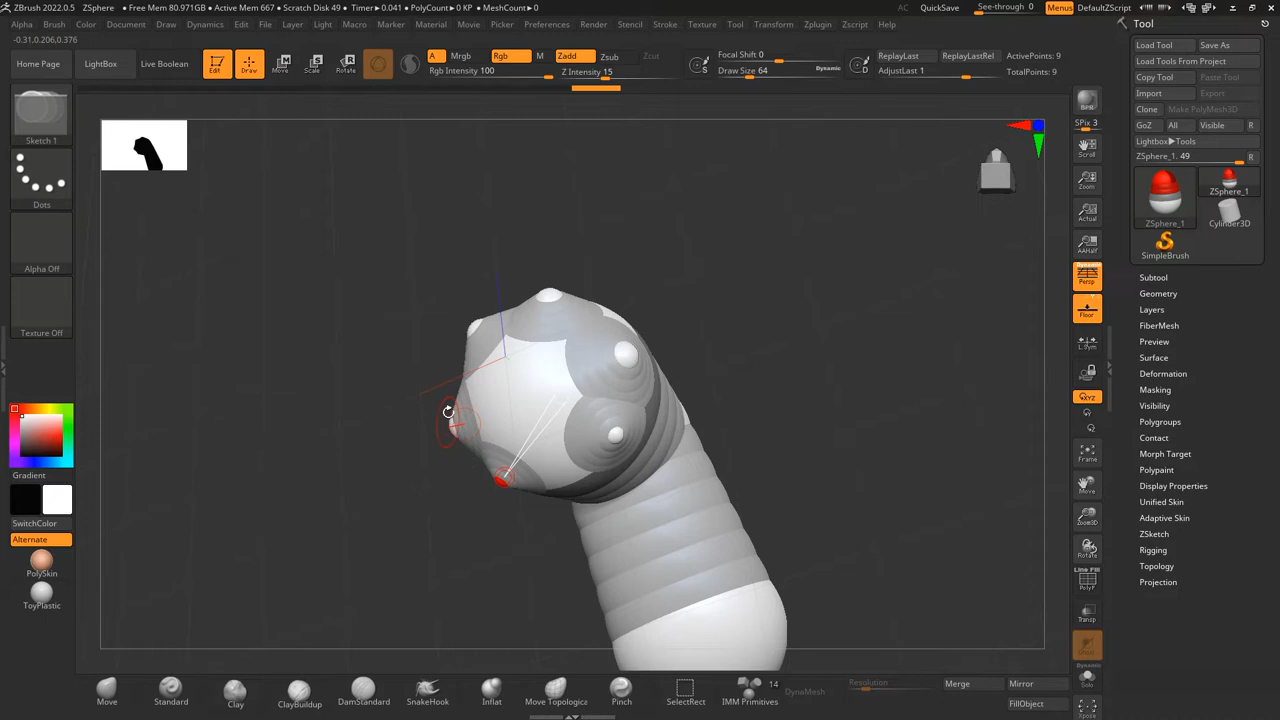 ZBrush 2022.0.5 ZSphere • Free Mem 80.971GB • Active Mem 667 • Scratch Disk 49 • Timer▶0.041 • PolyCount▶0 KP • MeshCount▶0
AC QuickSave See-through 0 Menus DefaultZScript
Alpha Brush Color Document Draw Dynamics Edit File Layer Light Macro Marker Material Movie Picker Preferences Render Stencil Stroke Texture Tool Transform Zplugin Zscript Help
-0.31,0.206,0.376
Home Page LightBox Live Boolean Edit Draw Move Scale Rotate
A Mrgb Rgb M Zadd Zsub Zcut
Rgb Intensity 100 Z Intensity 15
S Focal Shift 0
Draw Size 64 Dynamic
D ReplayLast ReplayLastRel ActivePoints: 9
AdjustLast 1 TotalPoints: 9
Sketch 1
Dots
Alpha Off
Texture Off
Gradient
SwitchColor
Alternate
PolySkin
ToyPlastic
BPR
SPix 3
Scroll
Zoom
Actual
AAHalf
Dynamic
Persp
Floor
L.Sym
XYZ
Frame
Move
Zoom3D
Rotate
Line Fill
PolyF
Transp
Ghost
Dynamic
Solo
Xpose
Tool
Load Tool Save As
Load Tools From Project
Copy Tool Paste Tool
Import Export
Clone Make PolyMesh3D
GoZ All Visible R
Lightbox▶Tools
ZSphere_1. 49 R
ZSphere_1 ZSphere_1
Cylinder3D
SimpleBrush
Subtool
Geometry
Layers
FiberMesh
Preview
Surface
Deformation
Masking
Visibility
Polygroups
Contact
Morph Target
Polypaint
Display Properties
Unified Skin
Adaptive Skin
ZSketch
Rigging
Topology
Projection
Move Standard Clay ClayBuildup DamStandard SnakeHook Inflat Move Topologica Pinch SelectRect IMM Primitives 14 DynaMesh
Resolution Merge Mirror
FillObject